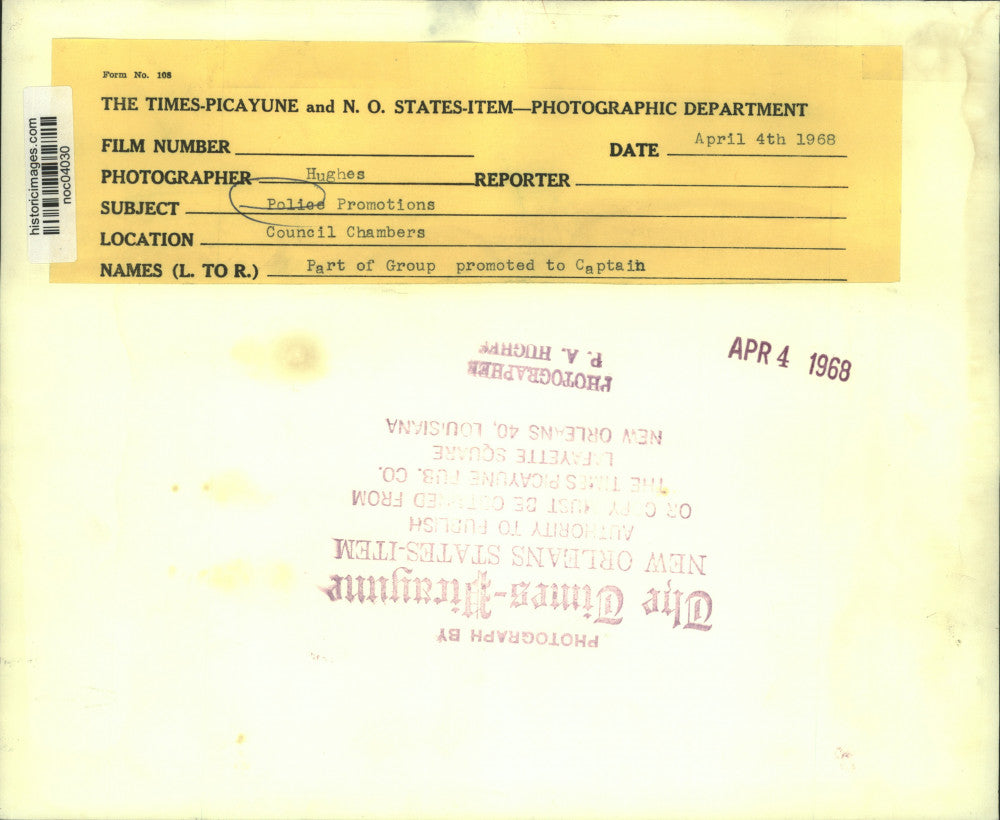 Form No. 108
THE TIMES-PICAYUNE and N. O. STATES-ITEM—PHOTOGRAPHIC DEPARTMENT
FILM NUMBER
DATE April 4th 1968
PHOTOGRAPHER Hughes REPORTER
SUBJECT Police Promotions
LOCATION Council Chambers
NAMES (L. TO R.) Part of Group promoted to Captain
historicimages.com
noc04030
APR 4 1968
PHOTOGRAPHER
P. A. HUGHES
PHOTOGRAPH BY
The Times-Picayune
NEW ORLEANS STATES-ITEM
AUTHORITY TO PUBLISH
OR COPY MUST BE OBTAINED FROM
THE TIMES PICAYUNE PUB. CO.
LAFAYETTE SQUARE
NEW ORLEANS 40, LOUISIANA